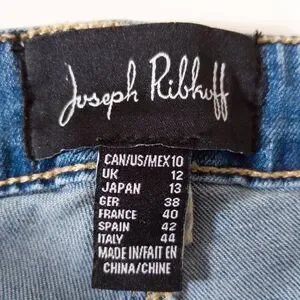 Joseph Ribkoff
CAN/US/MEX 10
UK 12
JAPAN 13
GER 38
FRANCE 40
SPAIN 42
ITALY 44
MADE IN/FAIT EN
CHINA/CHINE